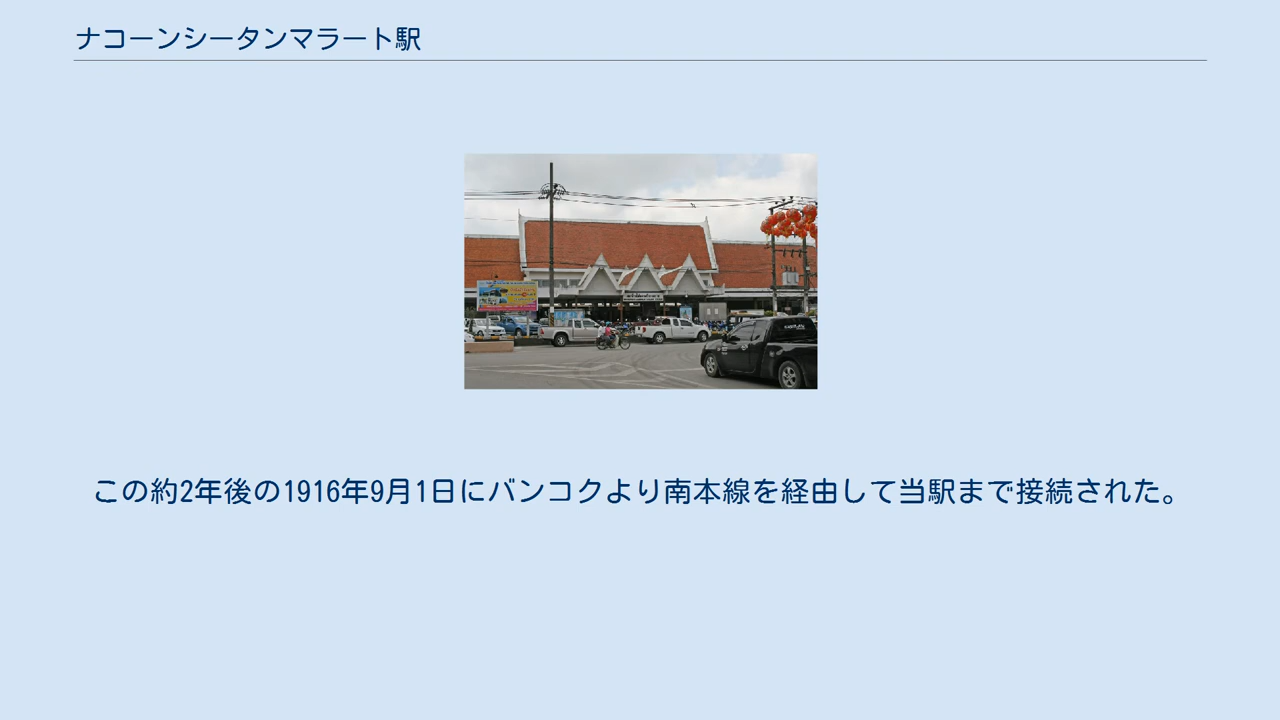 ナコーンシータンマラート駅
この約2年後の1916年9月1日にバンコクより南本線を経由して当駅まで接続された。